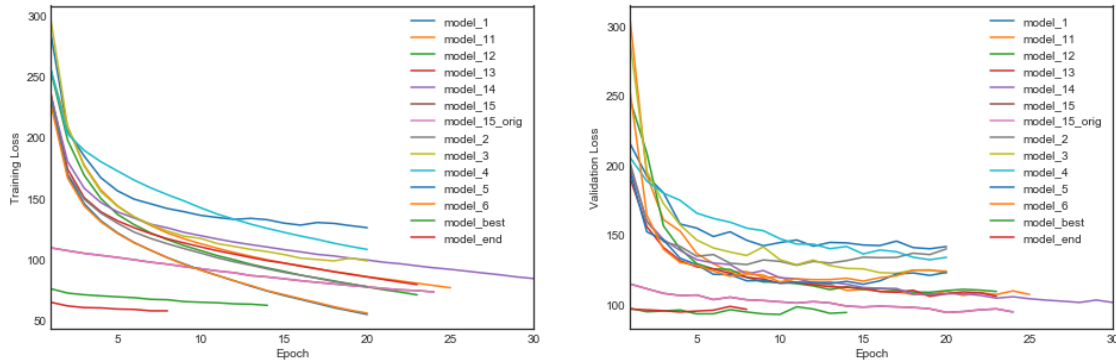 Training Loss
300
250
200
150
100
50
5
10
15
20
25
30
Epoch
model_1
model_11
model_12
model_13
model_14
model_15
model_15_orig
model_2
model_3
model_4
model_5
model_6
model_best
model_end
Validation Loss
300
250
200
150
100
5
10
15
20
25
30
Epoch
model_1
model_11
model_12
model_13
model_14
model_15
model_15_orig
model_2
model_3
model_4
model_5
model_6
model_best
model_end